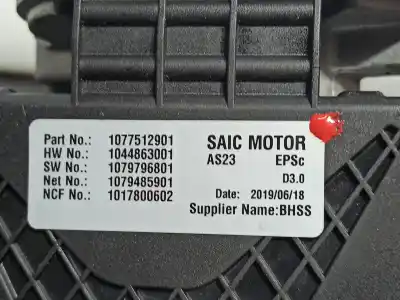 Part No.: 1077512901 SAIC MOTOR
HW No.: 1044863001 AS23 EPSc
SW No.: 1079796801 D3.0
Net No.: 1079485901 Date: 2019/06/18
NCF No.: 1017800602 Supplier Name:BHSS